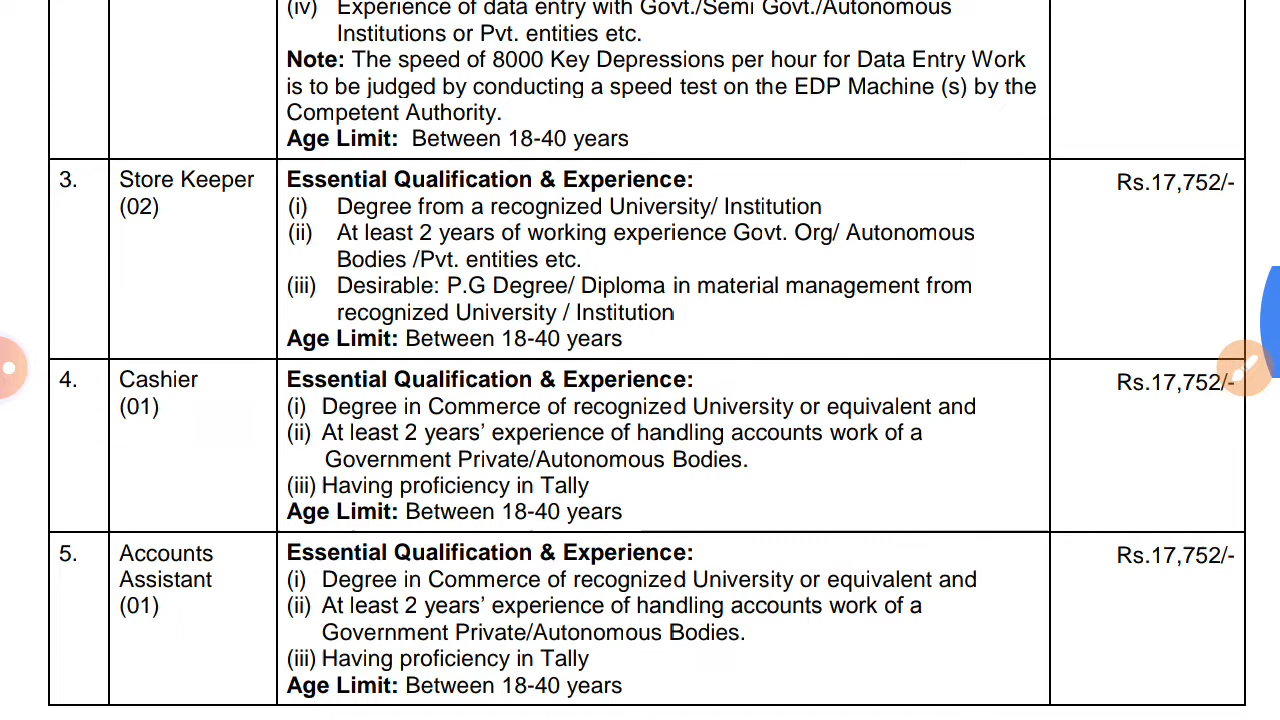 (iv) Experience of data entry with Govt./Semi Govt./Autonomous
Institutions or Pvt. entities etc.
Note: The speed of 8000 Key Depressions per hour for Data Entry Work
is to be judged by conducting a speed test on the EDP Machine (s) by the
Competent Authority.
Age Limit: Between 18-40 years
3. Store Keeper
(02)
Essential Qualification & Experience:
(i) Degree from a recognized University/ Institution
(ii) At least 2 years of working experience Govt. Org/ Autonomous
Bodies /Pvt. entities etc.
(iii) Desirable: P.G Degree/ Diploma in material management from
recognized University / Institution
Age Limit: Between 18-40 years
Rs.17,752/-
4. Cashier
(01)
Essential Qualification & Experience:
(i) Degree in Commerce of recognized University or equivalent and
(ii) At least 2 years’ experience of handling accounts work of a
Government Private/Autonomous Bodies.
(iii) Having proficiency in Tally
Age Limit: Between 18-40 years
Rs.17,752/-
5. Accounts
Assistant
(01)
Essential Qualification & Experience:
(i) Degree in Commerce of recognized University or equivalent and
(ii) At least 2 years’ experience of handling accounts work of a
Government Private/Autonomous Bodies.
(iii) Having proficiency in Tally
Age Limit: Between 18-40 years
Rs.17,752/-